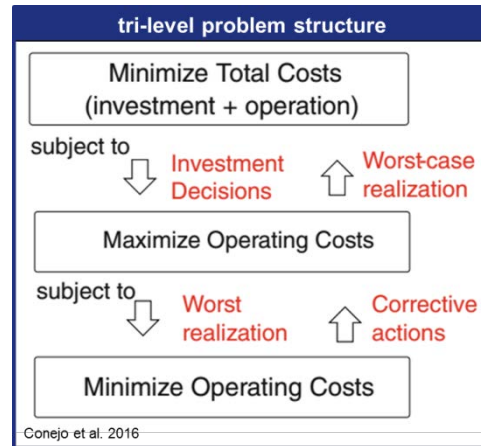 tri-level problem structure
Minimize Total Costs
(investment + operation)
subject to
Investment
Decisions
Worst-case
realization
Maximize Operating Costs
subject to
Worst
realization
Corrective
actions
Minimize Operating Costs
Conejo et al. 2016